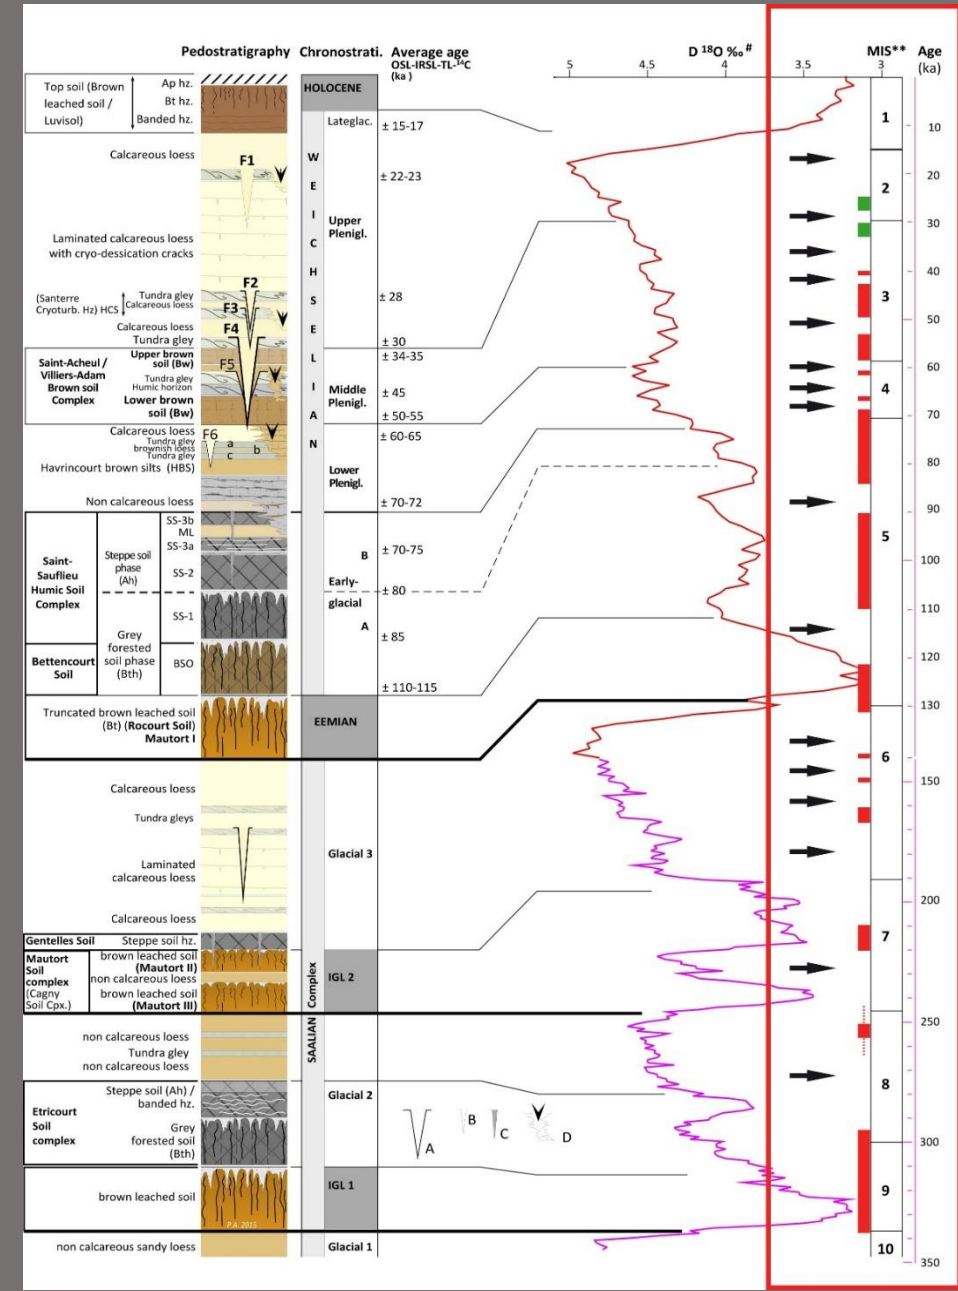 Pedostratigraphy Chronostrati. Average age
OSL-IRSL-TL-¹⁴C
(ka)
D ¹⁸O ‰ #
MIS** Age
(ka)
5 4.5 4 3.5 3
Top soil (Brown
leached soil /
Luvisol)
Ap hz.
Bt hz.
Banded hz.
HOLOCENE
Lateglac.
± 15-17
Calcareous loess
F1
± 22-23
WEICHSELIAN
Upper
Plenigl.
Laminated calcareous loess
with cryo-dessication cracks
F2
(Santerre
Cryoturb. Hz) HCS
Tundra gley
Calcareous loess
± 28
F3
Calcareous loess
F4
Tundra gley
± 30
Saint-Acheul /
Villiers-Adam
Brown soil
Complex
Upper brown
soil (Bw)
F5
± 34-35
Tundra gley
Humic horizon
Lower brown
soil (Bw)
Middle
Plenigl.
± 45
± 50-55
Calcareous loess
Tundra gley
brownish loess
Tundra gley
F6
a
b
c
± 60-65
Havrincourt brown silts (HBS)
Lower
Plenigl.
Non calcareous loess
± 70-72
Saint-
Sauflieu
Humic Soil
Complex
Steppe soil
phase
(Ah)
SS-3b
ML
SS-3a
SS-2
B
± 70-75
Early-
glacial
± 80
SS-1
A
Grey
forested
soil phase
(Bth)
± 85
Bettencourt
Soil
BSO
± 110-115
Truncated brown leached soil
(Bt) (Rocourt Soil)
Mautort I
EEMIAN
Calcareous loess
Tundra gleys
Laminated
calcareous loess
Glacial 3
Calcareous loess
Gentelles Soil
Steppe soil hz.
Mautort
Soil
complex
(Cagny
Soil Cpx.)
brown leached soil
(Mautort II)
non calcareous loess
brown leached soil
(Mautort III)
IGL 2
SAALIAN Complex
non calcareous loess
Tundra gley
non calcareous loess
Glacial 2
Etricourt
Soil
complex
Steppe soil (Ah) /
banded hz.
Grey
forested soil
(Bth)
A
B
C
D
brown leached soil
IGL 1
P.A. 2015
non calcareous sandy loess
Glacial 1
1
2
3
4
5
6
7
8
9
10
10
20
30
40
50
60
70
80
90
100
110
120
130
150
200
250
300
350